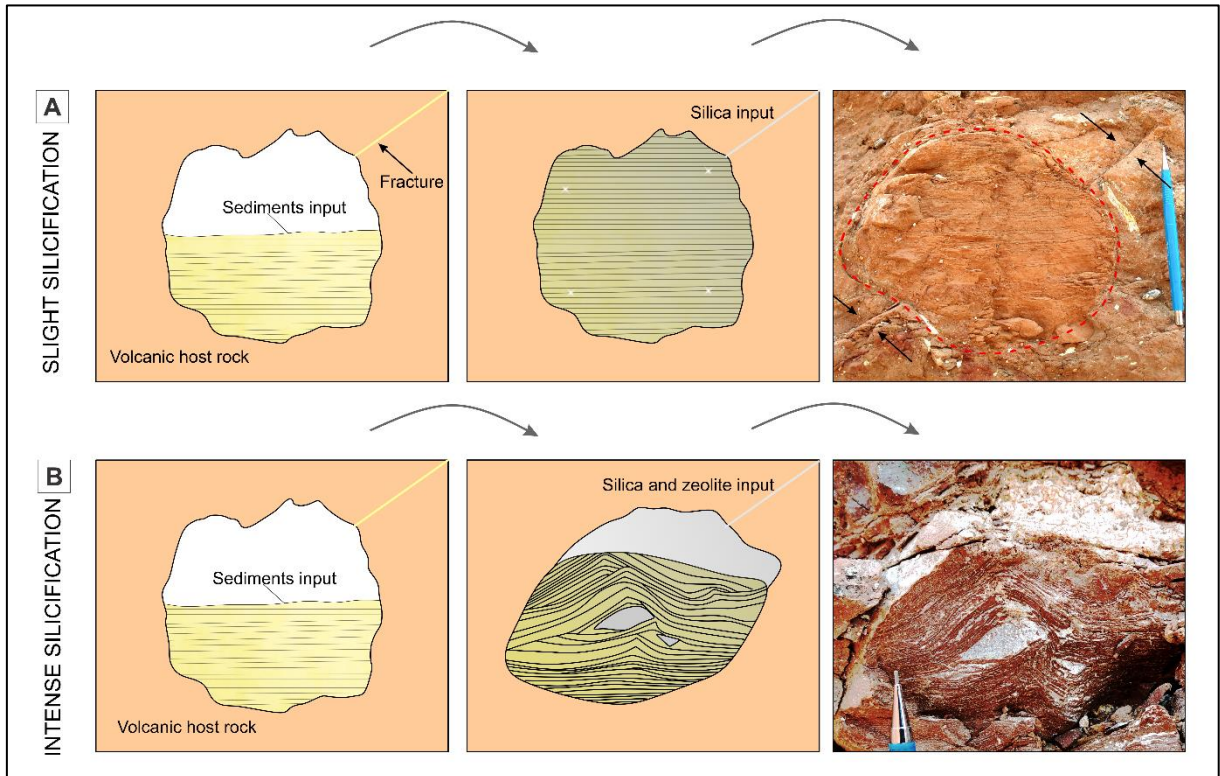 A
SLIGHT SILICIFICATION
Sediments input
Fracture
Volcanic host rock
Silica input
B
INTENSE SILICIFICATION
Sediments input
Volcanic host rock
Silica and zeolite input